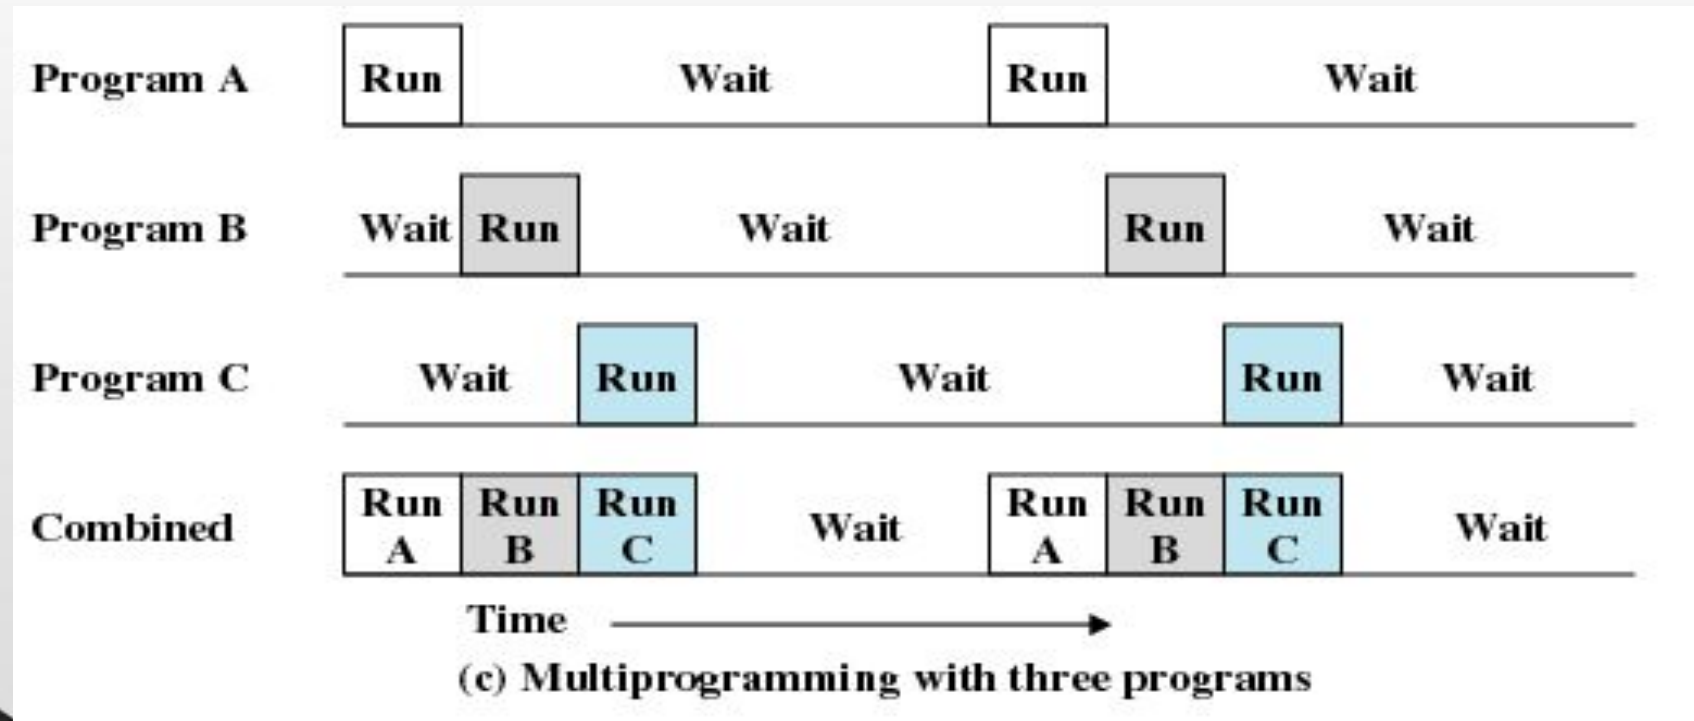 Program A Run Wait Run Wait
Program B Wait Run Wait Run Wait
Program C Wait Run Wait Run Wait
Combined Run A Run B Run C Wait Run A Run B Run C Wait
Time
(c) Multiprogramming with three programs